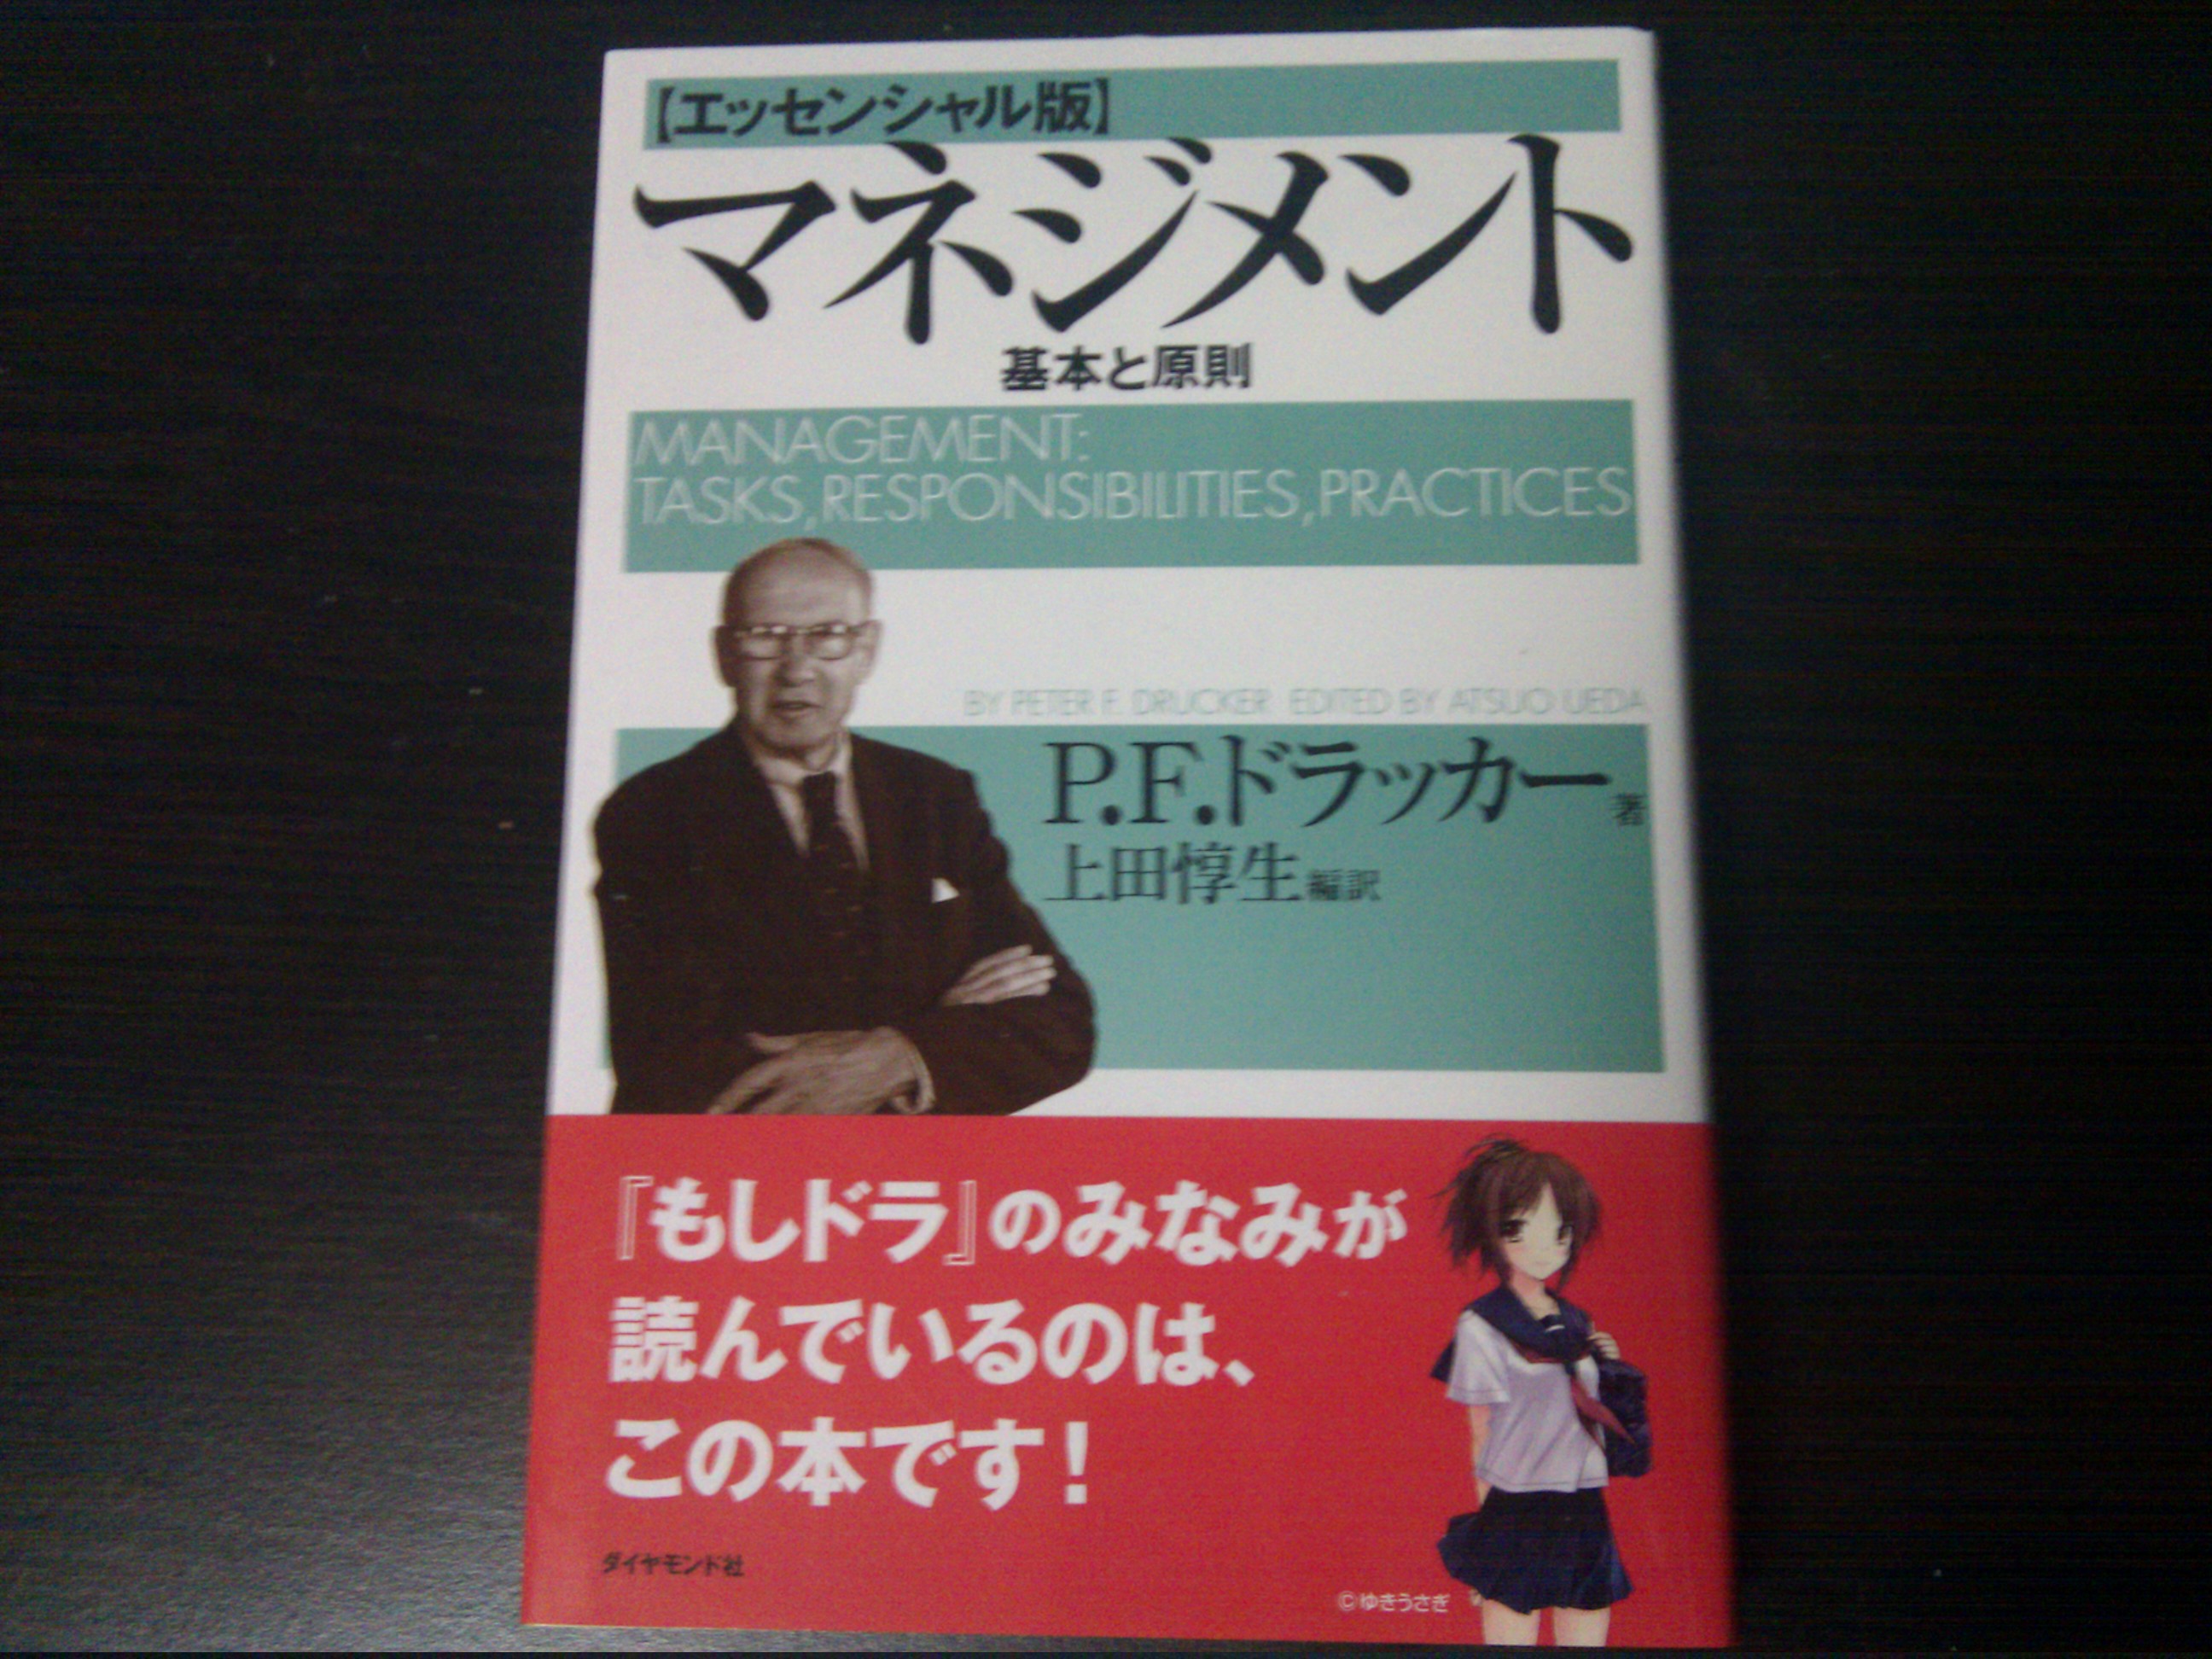 【エッセンシャル版】
マネジメント
基本と原則
MANAGEMENT:
TASKS,RESPONSIBILITIES,PRACTICES
BY PETER F. DRUCKER EDITED BY ATSUO UEDA
P.F.ドラッカー 著
上田惇生 編訳
『もしドラ』のみなみが
読んでいるのは、
この本です!
ダイヤモンド社
©ゆきうさぎ